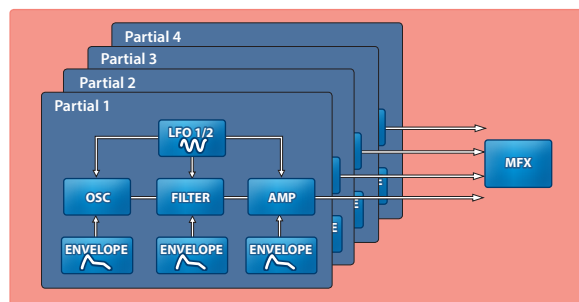 Partial 4
Partial 3
Partial 2
Partial 1
LFO 1/2
MFX
OSC
FILTER
AMP
ENVELOPE
ENVELOPE
ENVELOPE